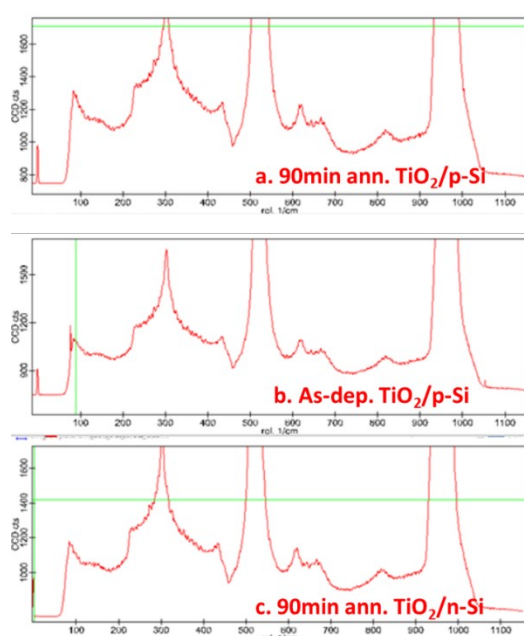 1600
1400
1200
1000
800
CCD cts
a. 90min ann. TiO₂/p-Si
100 200 300 400 500 600 700 800 900 1000 1100
rel. 1/cm
1500
1200
900
CCD cts
b. As-dep. TiO₂/p-Si
100 200 300 400 500 600 700 800 900 1000 1100
rel. 1/cm
1600
1400
1200
1000
CCD cts
c. 90min ann. TiO₂/n-Si
100 200 300 400 500 600 700 800 900 1000 1100